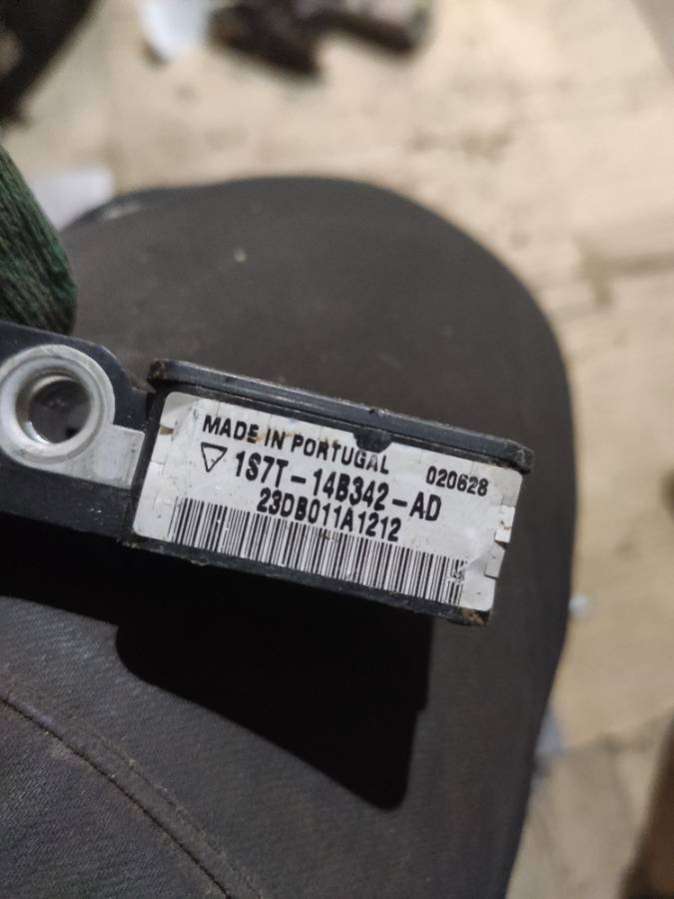 MADE IN PORTUGAL 020628
1S7T-14B342-AD
23DB011A1212